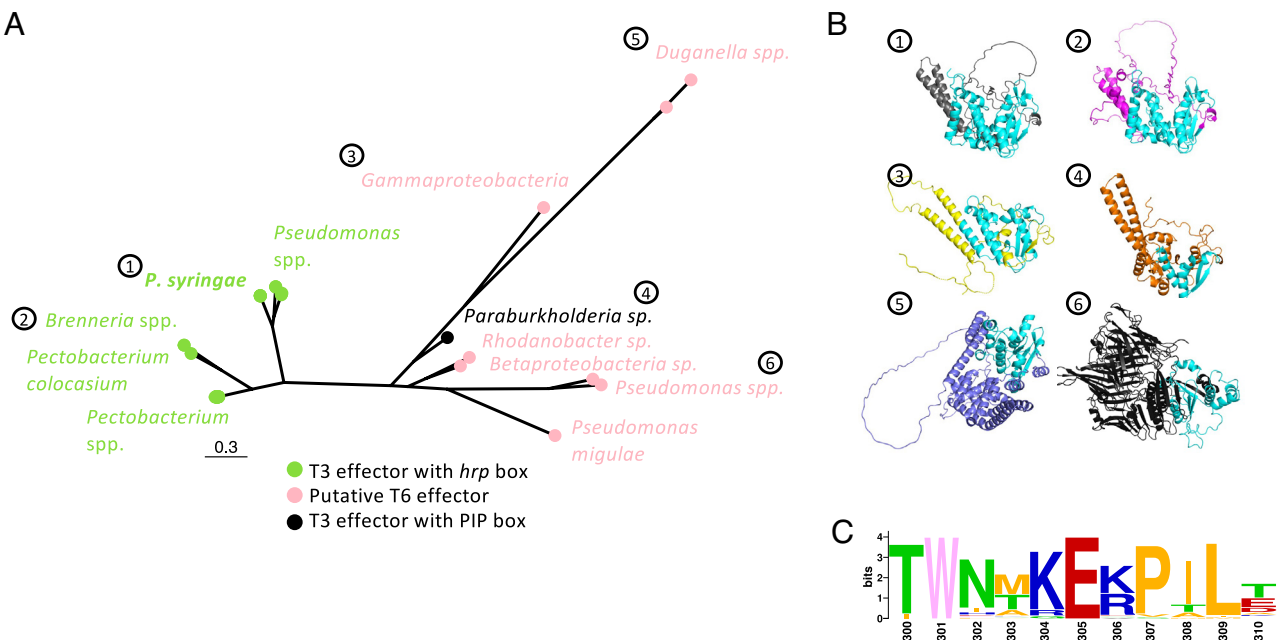 A
5
Duganella spp.
3
Gammaproteobacteria
Pseudomonas
spp.
1
P. syringae
2
Brenneria spp.
Pectobacterium
colocasium
Pectobacterium
spp.
4
Paraburkholderia sp.
Rhodanobacter sp.
Betaproteobacteria sp.
6
Pseudomonas spp.
Pseudomonas
migulae
0.3
T3 effector with hrp box
Putative T6 effector
T3 effector with PIP box
B
1
2
3
4
5
6
C
bits
4
3
2
1
0
TWNMKEKPILT
T R T E
300 301 302 303 304 305 306 307 308 309 310